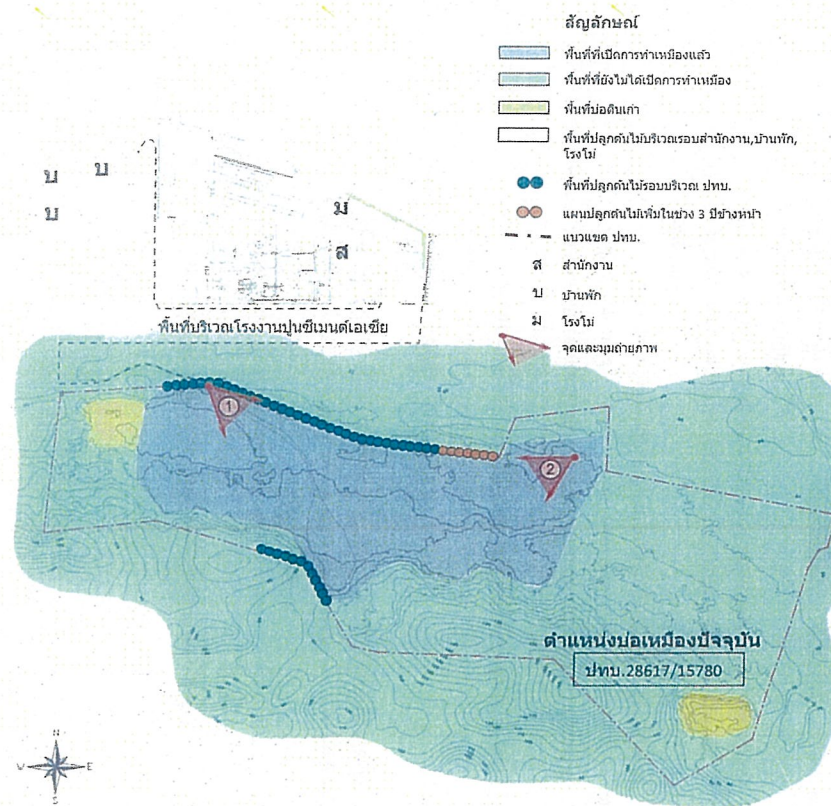 สัญลักษณ์
พื้นที่ที่เปิดการทำเหมืองแล้ว
พื้นที่ที่ยังไม่ได้เปิดการทำเหมือง
พื้นที่บ่อดินเก่า
พื้นที่ปลูกต้นไม้บริเวณรอบสำนักงาน,บ้านพัก,
โรงโม่
พื้นที่ปลูกต้นไม้รอบบริเวณ ปทบ.
แผนปลูกต้นไม้เพิ่มในช่วง 3 ปีข้างหน้า
แนวเขต ปทบ.
ส สำนักงาน
บ บ้านพัก
ม โรงโม่
จุดและมุมถ่ายภาพ
บ บ
บ
ม
ส
พื้นที่บริเวณโรงงานปูนซีเมนต์เอเชีย
1
2
ตำแหน่งบ่อเหมืองปัจจุบัน
ปทบ.28617/15780
N
W E
S